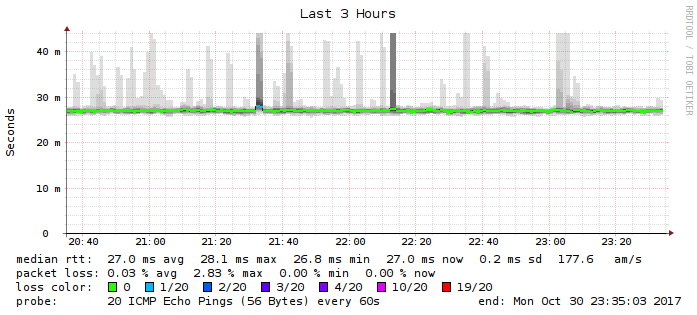 Last 3 Hours
RRDTOOL / TOBI OETIKER
Seconds
40 m
30 m
20 m
10 m
0
20:40 21:00 21:20 21:40 22:00 22:20 22:40 23:00 23:20
median rtt: 27.0 ms avg 28.1 ms max 26.8 ms min 27.0 ms now 0.2 ms sd 177.6 am/s
packet loss: 0.03 % avg 2.83 % max 0.00 % min 0.00 % now
loss color: 0 1/20 2/20 3/20 4/20 10/20 19/20
probe: 20 ICMP Echo Pings (56 Bytes) every 60s end: Mon Oct 30 23:35:03 2017